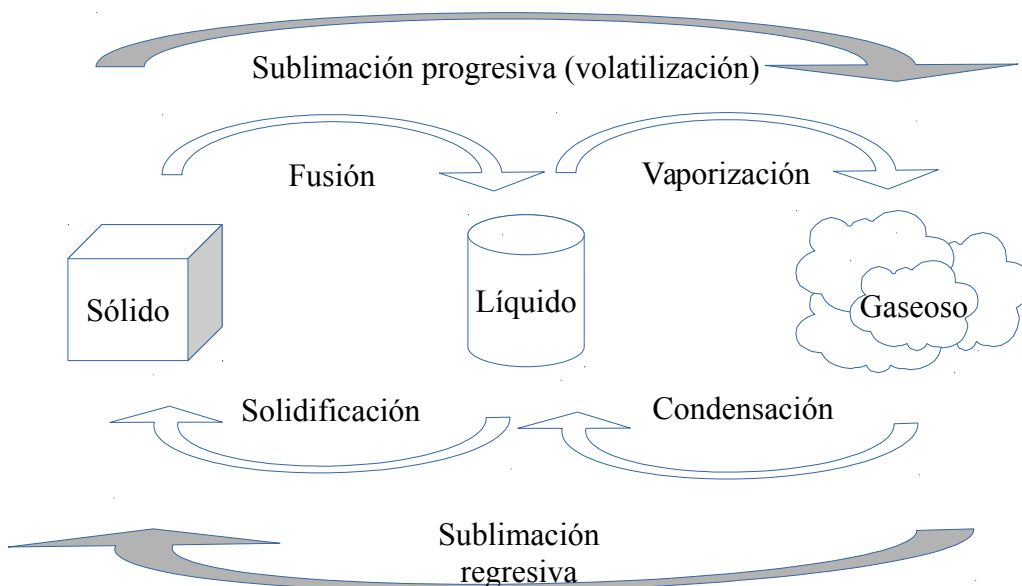 Sublimación progresiva (volatilización)
Fusión
Vaporización
Sólido
Líquido
Gaseoso
Solidificación
Condensación
Sublimación
regresiva